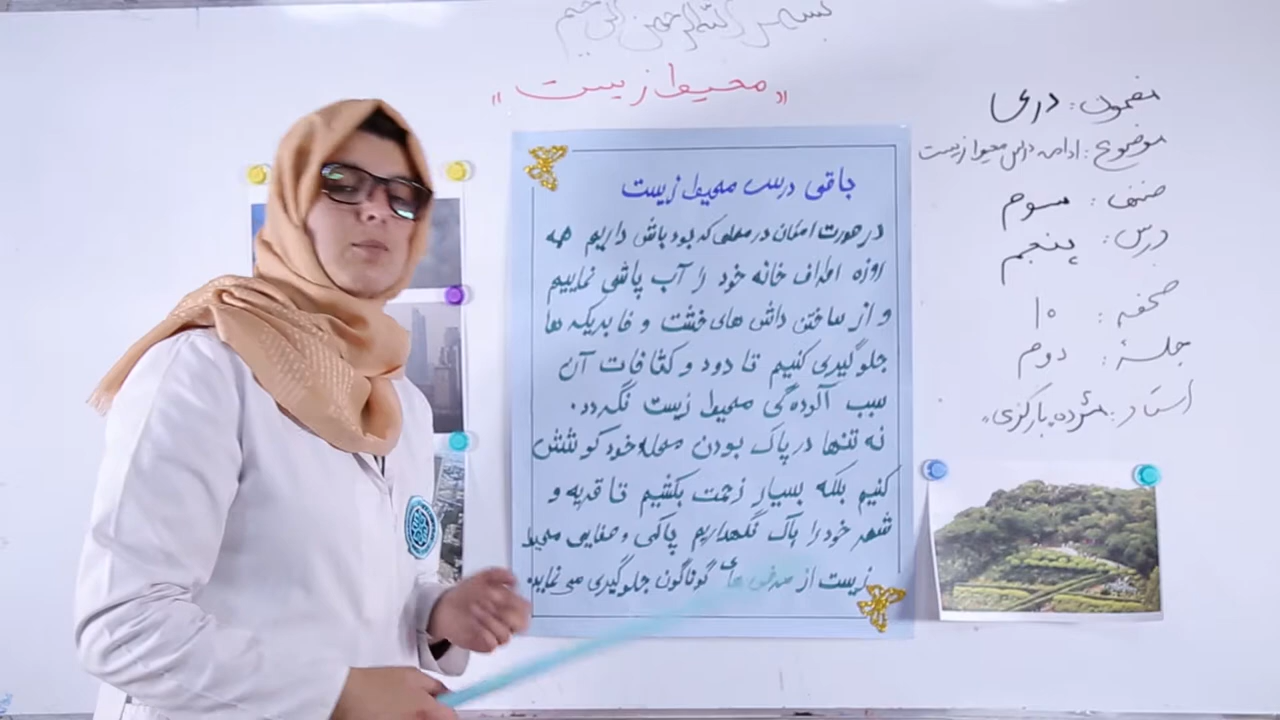 بسم الله الرحمن الرحیم
"محیط زیست"
مضمون: دری
موضوع: ادامه درس محیط زیست
صنف: سوم
درس: پنجم
صحفه: ۱۰
جلسهٔ: دوم
استاد: مژده بارکزی
باقی درس محیط زیست
در صورت امکان در محلی که بود باش داریم همه
روزه اطراف خانه خود را آب پاشی نماییم
و از ساختن داش های خشت و فابریکه ها
جلوگیری کنیم تا دود و کثافات آن
سبب آلوده گی محیط زیست نگردد.
نه تنها در پاک بودن محله خود کوشش
کنیم بلکه بسیار زحمت بکشیم تا قریه و
شهر خود را پاک نگهداریم پاکی و صفایی محیط
زیست از مرضی های گوناگون جلوگیری می نماید.